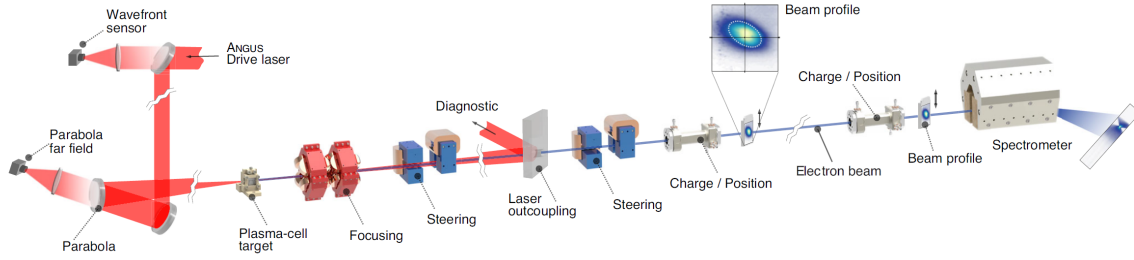 Wavefront
sensor
ANGUS
Drive laser
Parabola
far field
Parabola
Plasma-cell
target
Focusing
Steering
Diagnostic
Laser
outcoupling
Steering
Charge / Position
Beam profile
Electron beam
Charge / Position
Beam profile
Spectrometer